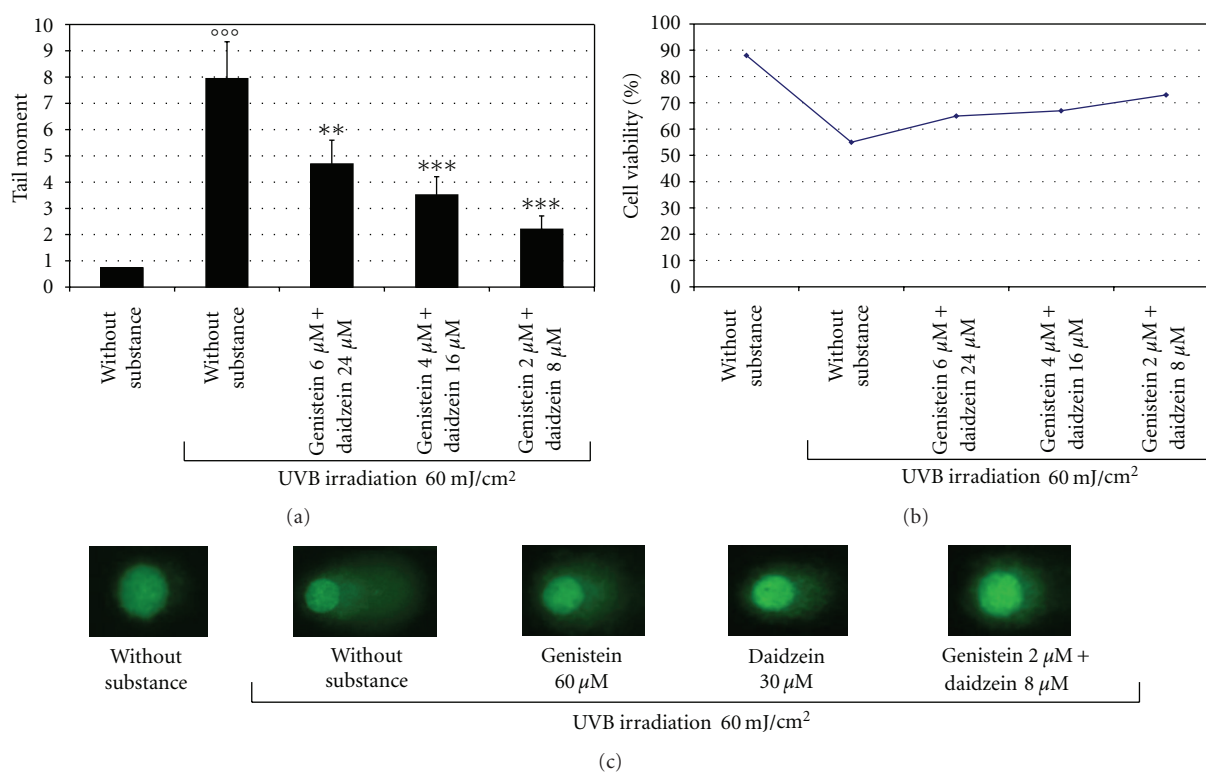 10
9
8
7
6
5
4
3
2
1
0
Tail moment
°°°
**
***
***
Without
substance
Without
substance
Genistein 6 µM +
daidzein 24 µM
Genistein 4 µM +
daidzein 16 µM
Genistein 2 µM +
daidzein 8 µM
UVB irradiation 60 mJ/cm²
(a)
100
90
80
70
60
50
40
30
20
10
0
Cell viability (%)
Without
substance
Without
substance
Genistein 6 µM +
daidzein 24 µM
Genistein 4 µM +
daidzein 16 µM
Genistein 2 µM +
daidzein 8 µM
UVB irradiation 60 mJ/cm²
(b)
Without
substance
Without
substance
Genistein
60 µM
Daidzein
30 µM
Genistein 2 µM +
daidzein 8 µM
UVB irradiation 60 mJ/cm²
(c)